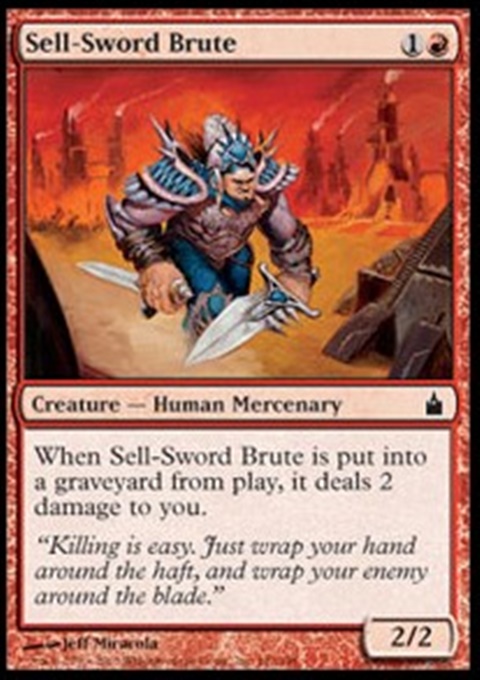 Sell-Sword Brute 1
Creature — Human Mercenary
When Sell-Sword Brute is put into
a graveyard from play, it deals 2
damage to you.
“Killing is easy. Just wrap your hand
around the haft, and wrap your enemy
around the blade.”
Jeff Miracola
2/2